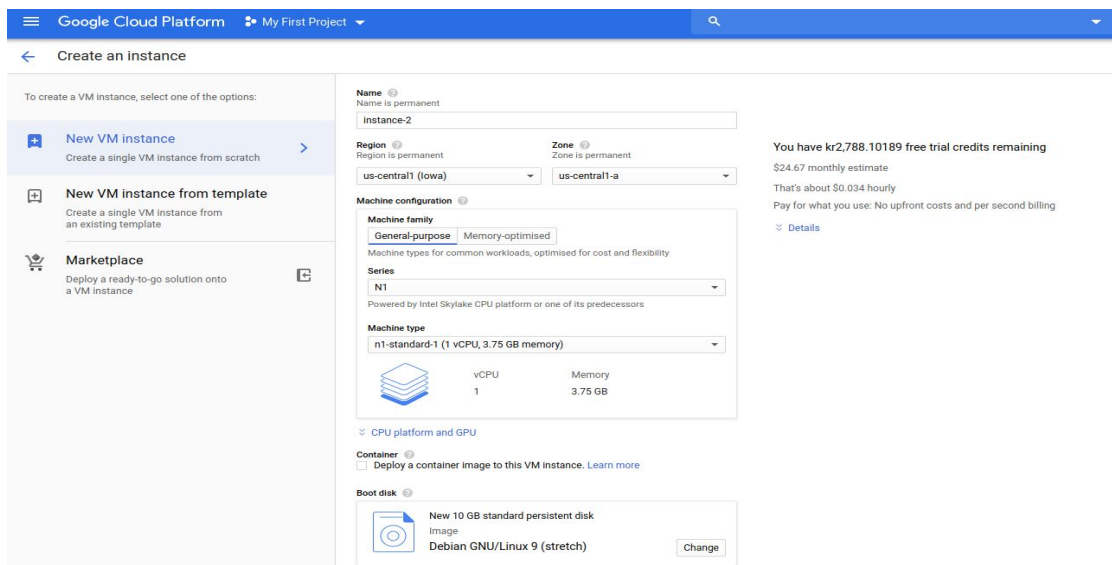 Google Cloud Platform
My First Project
Create an instance
To create a VM instance, select one of the options:
New VM instance
Create a single VM instance from scratch
New VM instance from template
Create a single VM instance from
an existing template
Marketplace
Deploy a ready-to-go solution onto
a VM instance
Name
Name is permanent
instance-2
Region
Region is permanent
us-central1 (Iowa)
Zone
Zone is permanent
us-central1-a
Machine configuration
Machine family
General-purpose Memory-optimised
Machine types for common workloads, optimised for cost and flexibility
Series
N1
Powered by Intel Skylake CPU platform or one of its predecessors
Machine type
n1-standard-1 (1 vCPU, 3.75 GB memory)
vCPU Memory
1 3.75 GB
CPU platform and GPU
Container
Deploy a container image to this VM instance. Learn more
Boot disk
New 10 GB standard persistent disk
Image
Debian GNU/Linux 9 (stretch)
Change
You have kr2,788.10189 free trial credits remaining
$24.67 monthly estimate
That's about $0.034 hourly
Pay for what you use: No upfront costs and per second billing
Details